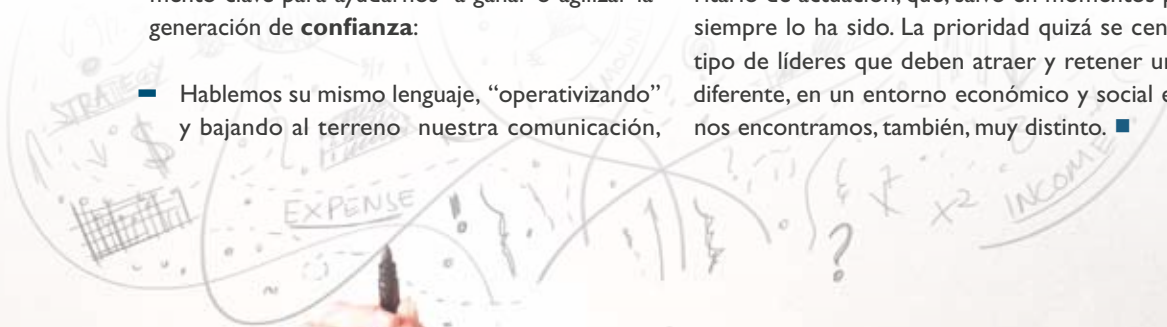 generación de confianza:
Hablemos su mismo lenguaje, “operativizando”
y bajando al terreno nuestra comunicación,
siempre lo ha sido. La prioridad quizá se cen
tipo de líderes que deben atraer y retener un
diferente, en un entorno económico y social e
nos encontramos, también, muy distinto.
STRATEGY
$
EXPENSE
?
x²
INCOME